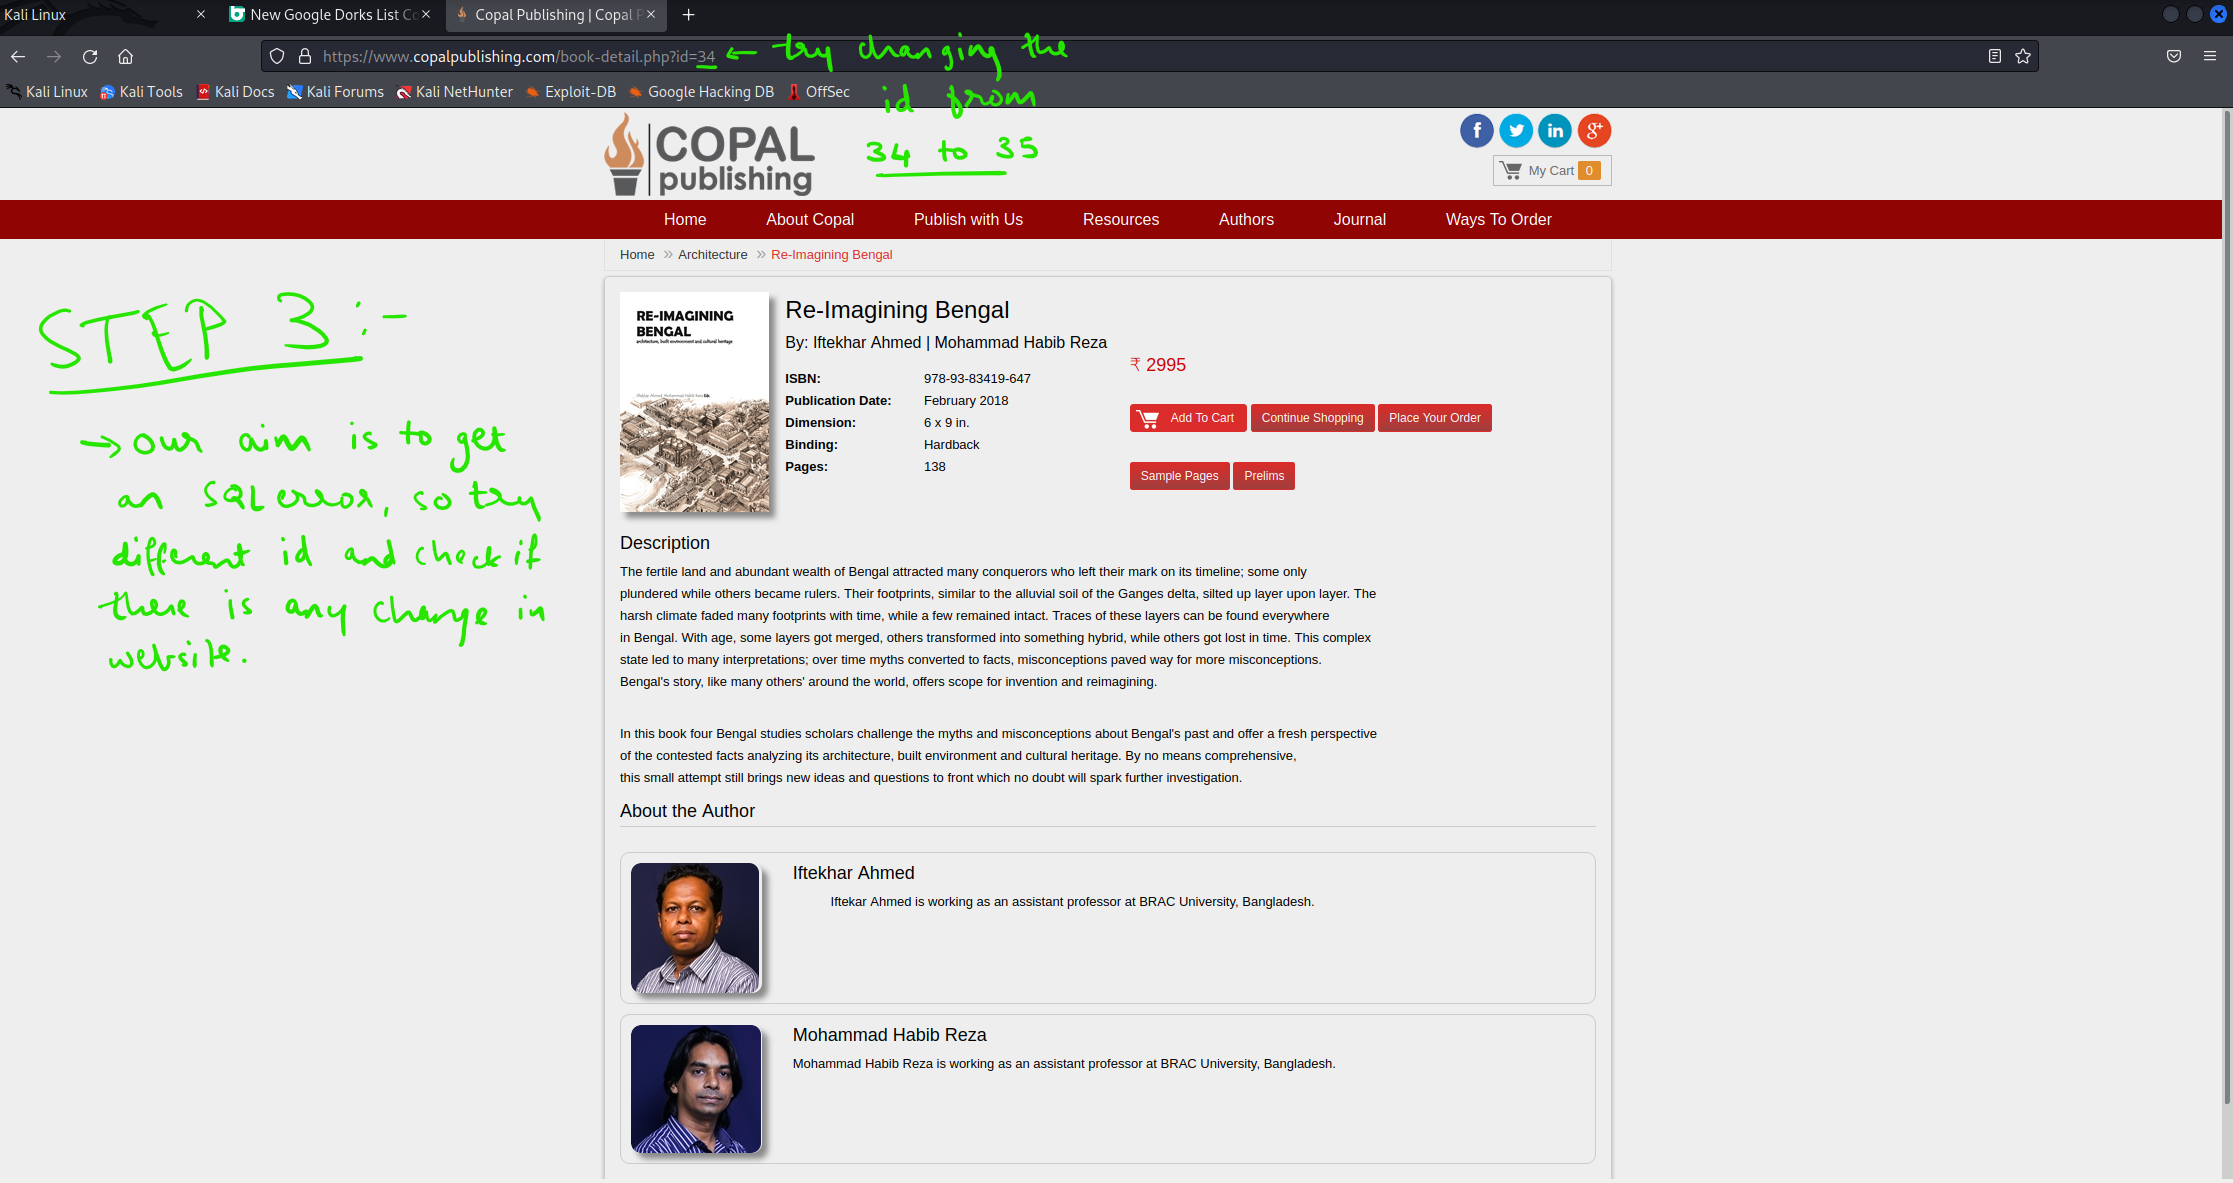 Kali Linux
New Google Dorks List Co
Copal Publishing | Copal P
https://www.copalpublishing.com/book-detail.php?id=34 ← try changing the
id from
34 to 35
Kali Linux Kali Tools Kali Docs Kali Forums Kali NetHunter Exploit-DB Google Hacking DB OffSec
COPAL
publishing
f in g+
My Cart 0
Home About Copal Publish with Us Resources Authors Journal Ways To Order
Home » Architecture » Re-Imagining Bengal
STEP 3 :-
→ our aim is to get
an SQL error, so try
different id and check if
there is any change in
website.
RE-IMAGINING
BENGAL
architecture, built environment and cultural heritage
Iftekhar Ahmed, Mohammad Habib Reza Eds.
Re-Imagining Bengal
By: Iftekhar Ahmed | Mohammad Habib Reza
₹ 2995
ISBN: 978-93-83419-647
Publication Date: February 2018
Dimension: 6 x 9 in.
Binding: Hardback
Pages: 138
Add To Cart Continue Shopping Place Your Order
Sample Pages Prelims
Description
The fertile land and abundant wealth of Bengal attracted many conquerors who left their mark on its timeline; some only
plundered while others became rulers. Their footprints, similar to the alluvial soil of the Ganges delta, silted up layer upon layer. The
harsh climate faded many footprints with time, while a few remained intact. Traces of these layers can be found everywhere
in Bengal. With age, some layers got merged, others transformed into something hybrid, while others got lost in time. This complex
state led to many interpretations; over time myths converted to facts, misconceptions paved way for more misconceptions.
Bengal's story, like many others' around the world, offers scope for invention and reimagining.
In this book four Bengal studies scholars challenge the myths and misconceptions about Bengal's past and offer a fresh perspective
of the contested facts analyzing its architecture, built environment and cultural heritage. By no means comprehensive,
this small attempt still brings new ideas and questions to front which no doubt will spark further investigation.
About the Author
Iftekhar Ahmed
Iftekar Ahmed is working as an assistant professor at BRAC University, Bangladesh.
Mohammad Habib Reza
Mohammad Habib Reza is working as an assistant professor at BRAC University, Bangladesh.